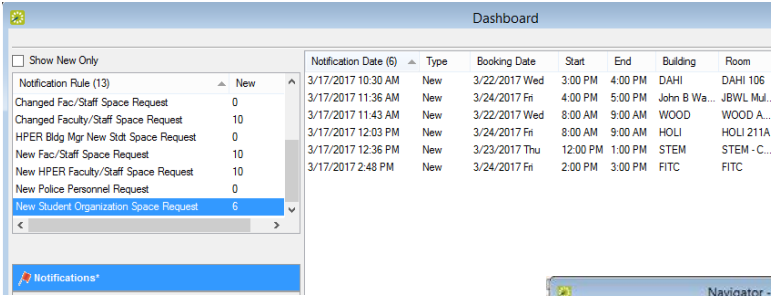 Dashboard
Show New Only
Notification Rule (13) New
Changed Fac/Staff Space Request 0
Changed Faculty/Staff Space Request 10
HPER Bldg Mgr New Stdt Space Request 0
New Fac/Staff Space Request 10
New HPER Faculty/Staff Space Request 10
New Police Personnel Request 0
New Student Organization Space Request 6
Notifications*
Notification Date (6) Type Booking Date Start End Building Room
3/17/2017 10:30 AM New 3/22/2017 Wed 3:00 PM 4:00 PM DAHI DAHI 106
3/17/2017 11:36 AM New 3/24/2017 Fri 4:00 PM 5:00 PM John B Wa... JBWL Mul...
3/17/2017 11:43 AM New 3/22/2017 Wed 8:00 AM 9:00 AM WOOD WOOD A...
3/17/2017 12:03 PM New 3/24/2017 Fri 8:00 AM 9:00 AM HOLI HOLI 211A
3/17/2017 12:36 PM New 3/23/2017 Thu 12:00 PM 1:00 PM STEM STEM - C...
3/17/2017 2:48 PM New 3/24/2017 Fri 2:00 PM 3:00 PM FITC FITC
Navigator -